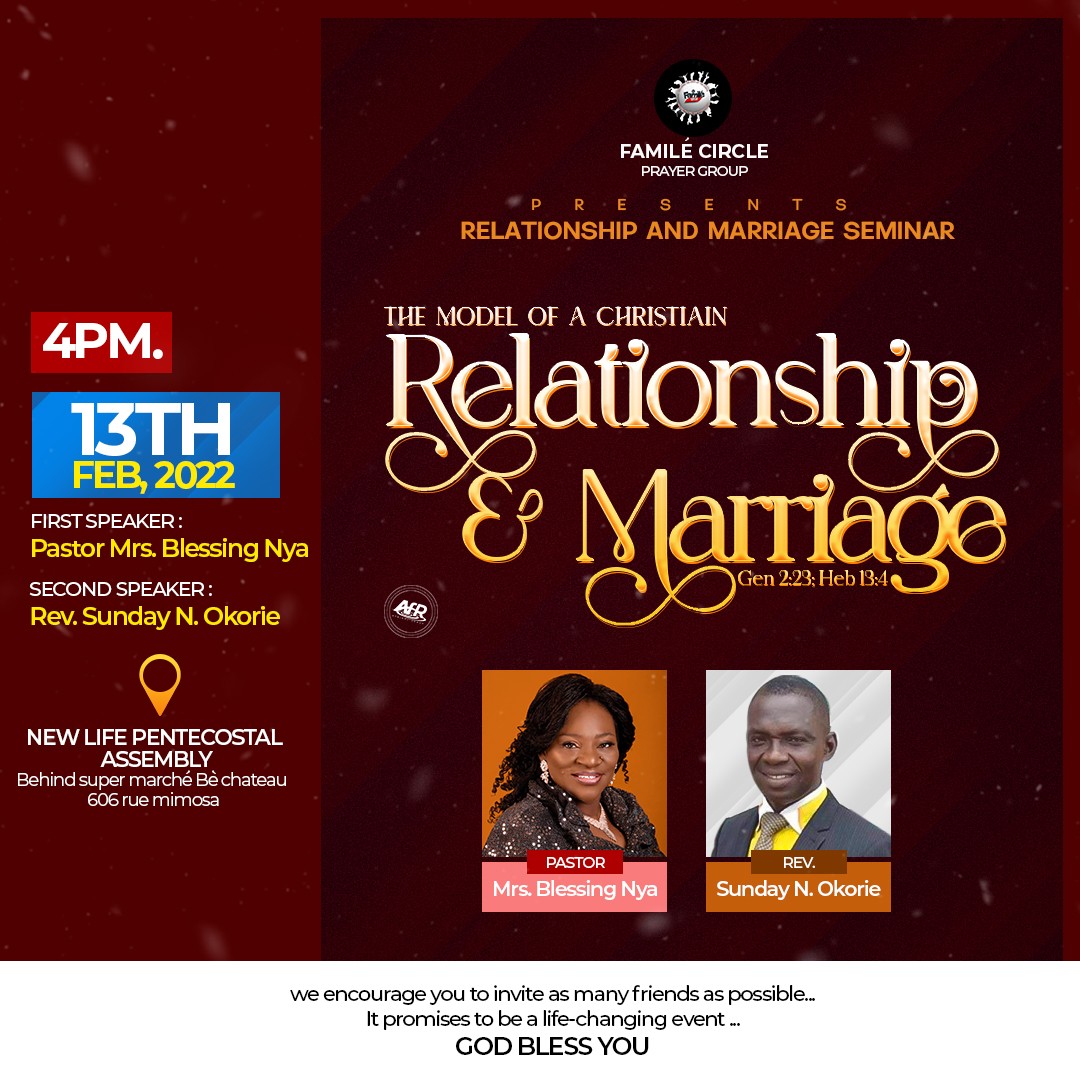 Familé
FAMILÉ CIRCLE
PRAYER GROUP
PRESENTS
RELATIONSHIP AND MARRIAGE SEMINAR
THE MODEL OF A CHRISTIAIN
Relationship
& Marriage
Gen 2:23; Heb 13:4
4PM.
13TH
FEB, 2022
FIRST SPEAKER :
Pastor Mrs. Blessing Nya
SECOND SPEAKER :
Rev. Sunday N. Okorie
NEW LIFE PENTECOSTAL
ASSEMBLY
Behind super marché Bè chateau
606 rue mimosa
AFR
PASTOR
Mrs. Blessing Nya
REV.
Sunday N. Okorie
we encourage you to invite as many friends as possible...
It promises to be a life-changing event ...
GOD BLESS YOU